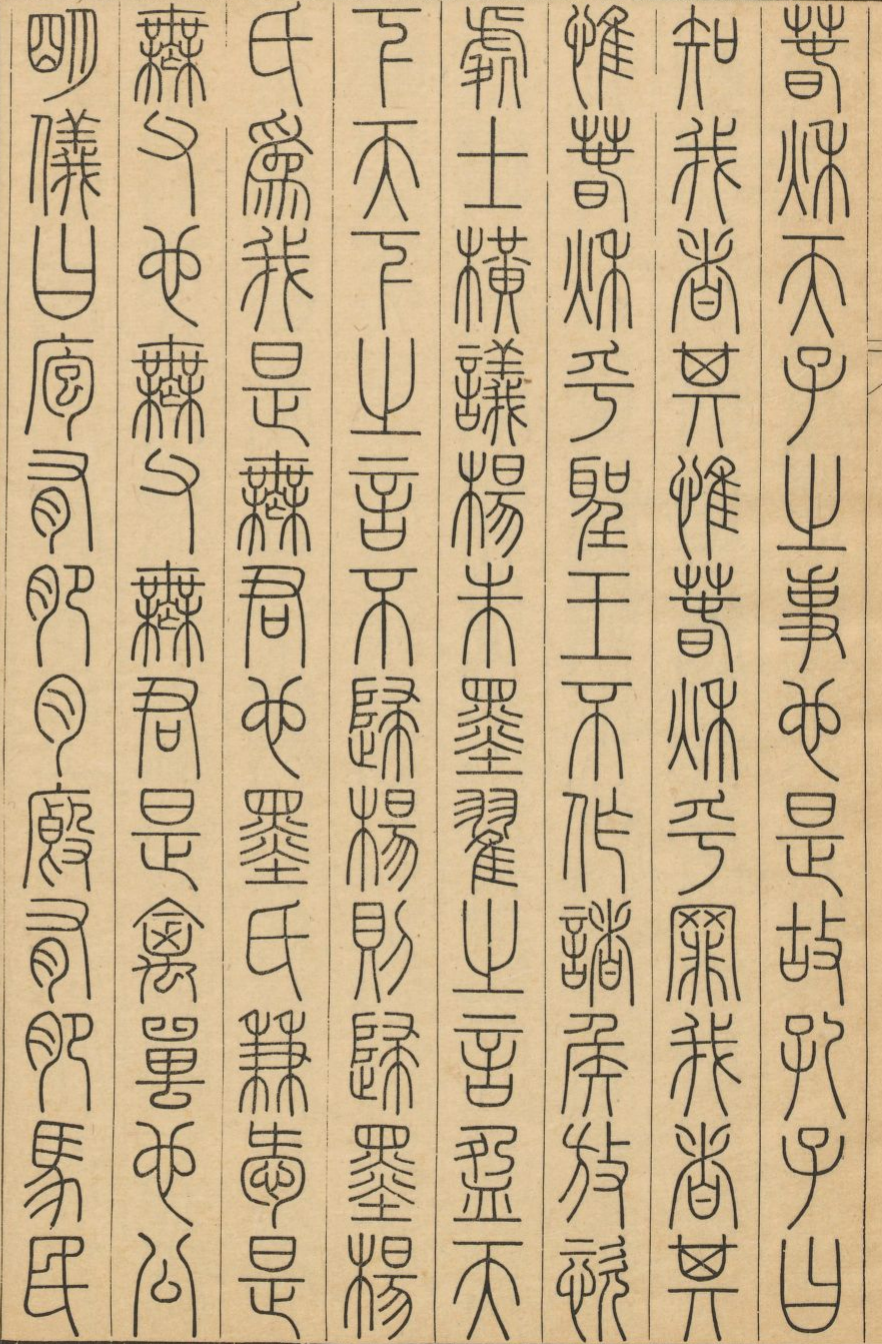 春秋天子之事也是故孔子曰
知我者其惟春秋乎罪我者其
惟春秋乎聖王不作諸侯放恣
處士橫議楊朱墨翟之言盈天
下天下之言不歸楊則歸墨楊
氏爲我是無君也墨氏兼愛是
無父也無父無君是禽獸也公
明儀曰庖有肥肉廄有肥馬民